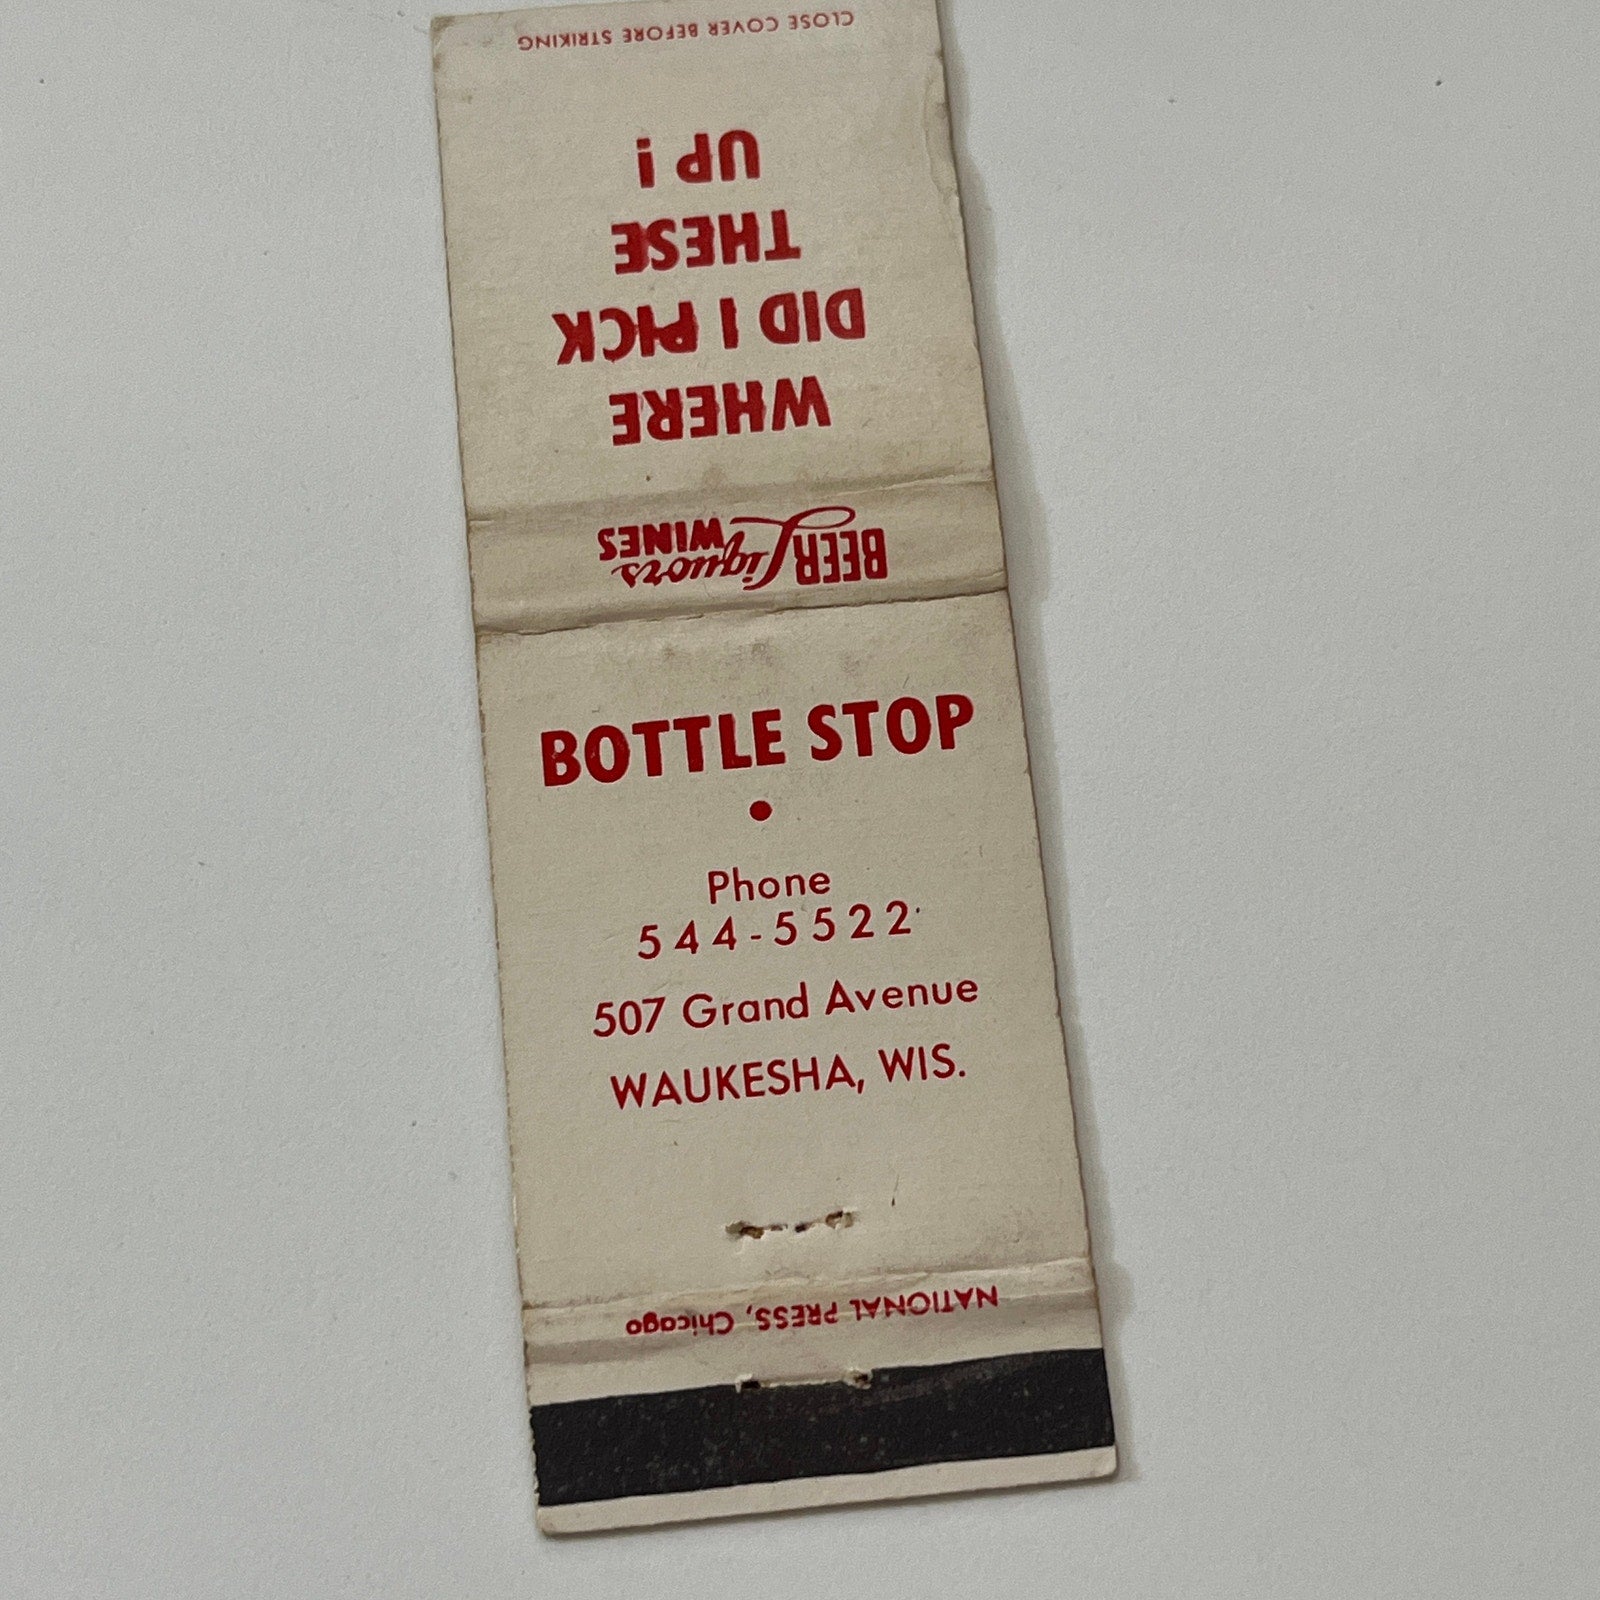 CLOSE COVER BEFORE STRIKING
WHERE
DID I PICK
THESE
UP!
BEER Liquors WINES
BOTTLE STOP
•
Phone
544-5522
507 Grand Avenue
WAUKESHA, WIS.
NATIONAL PRESS, Chicago